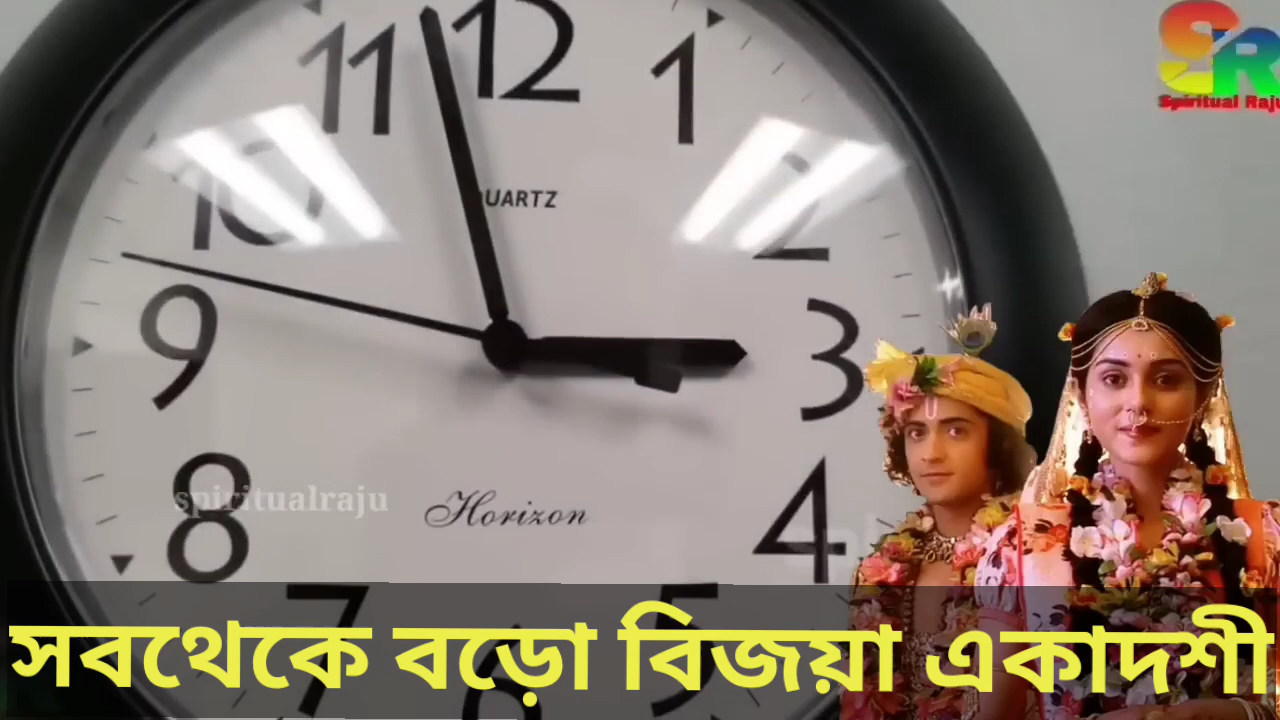 11 12 1
SR
Spiritual Raju
10 2
QUARTZ
9 3
spiritualraju
8 4
Horizon
7 6 5
সবথেকে বড়ো বিজয়া একাদশী